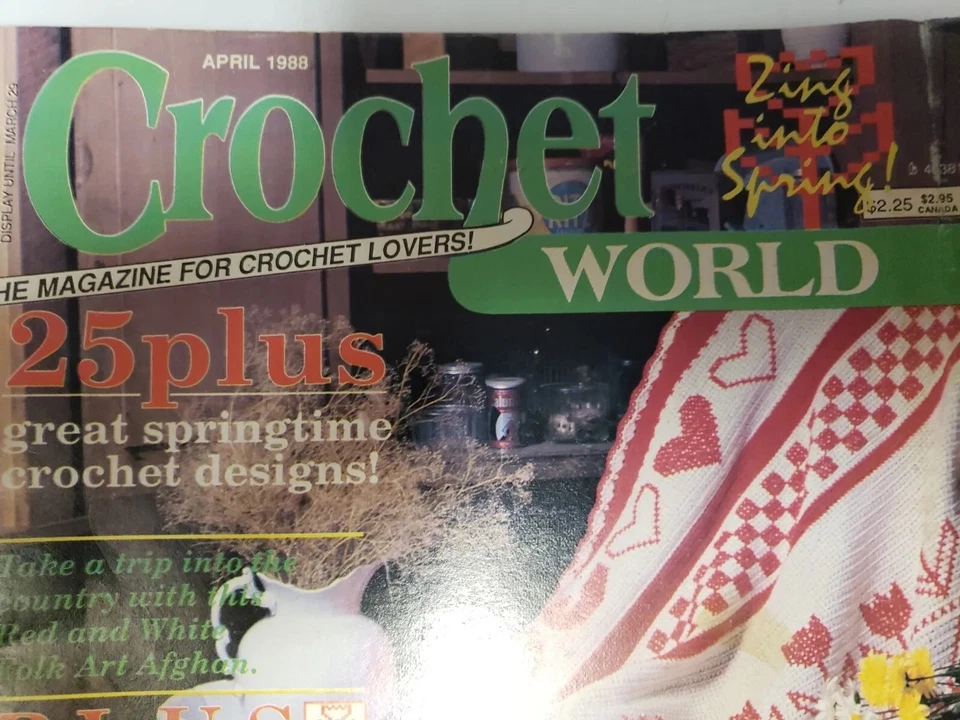 DISPLAY UNTIL MARCH 29
APRIL 1988
Crochet
WORLD
HE MAGAZINE FOR CROCHET LOVERS!
Zing
into
Spring!
$2.25 $2.95
CANADA
25plus
great springtime
crochet designs!
Take a trip into the
country with this
Red and White
Folk Art Afghan.
PLUS